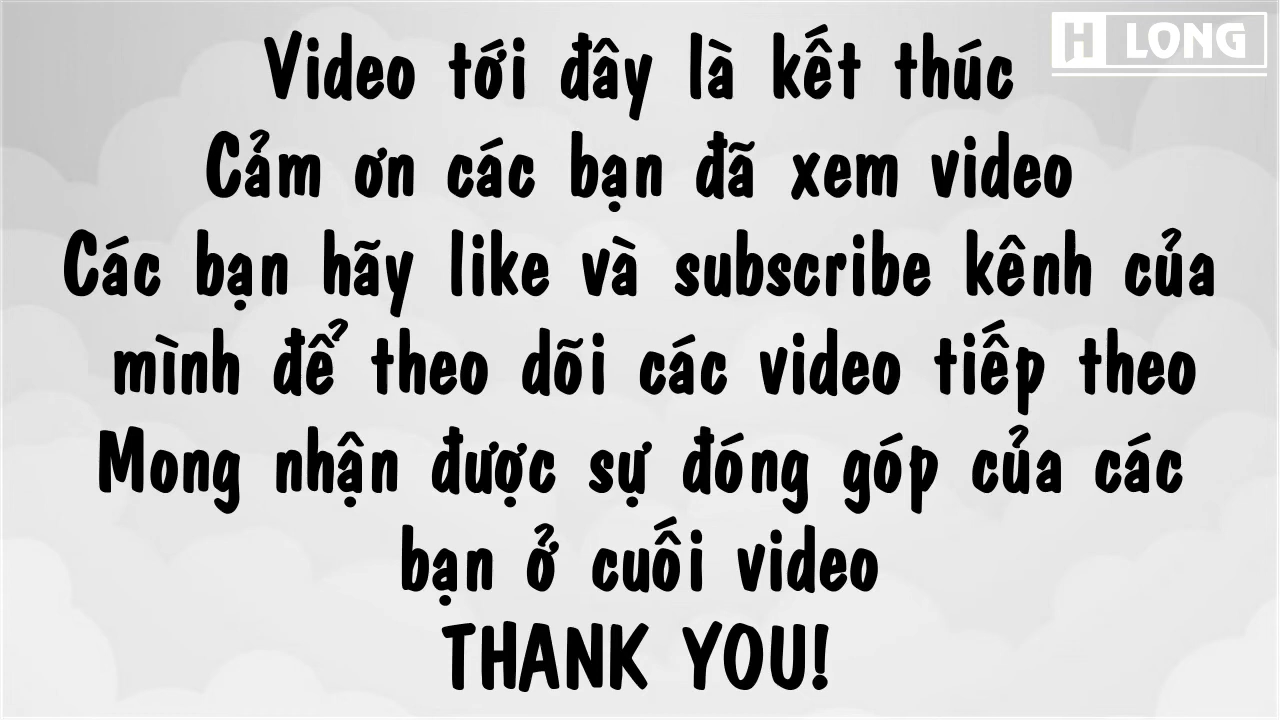 H LONG
Video tới đây là kết thúc
Cảm ơn các bạn đã xem video
Các bạn hãy like và subscribe kênh của
mình để theo dõi các video tiếp theo
Mong nhận được sự đóng góp của các
bạn ở cuối video
THANK YOU!